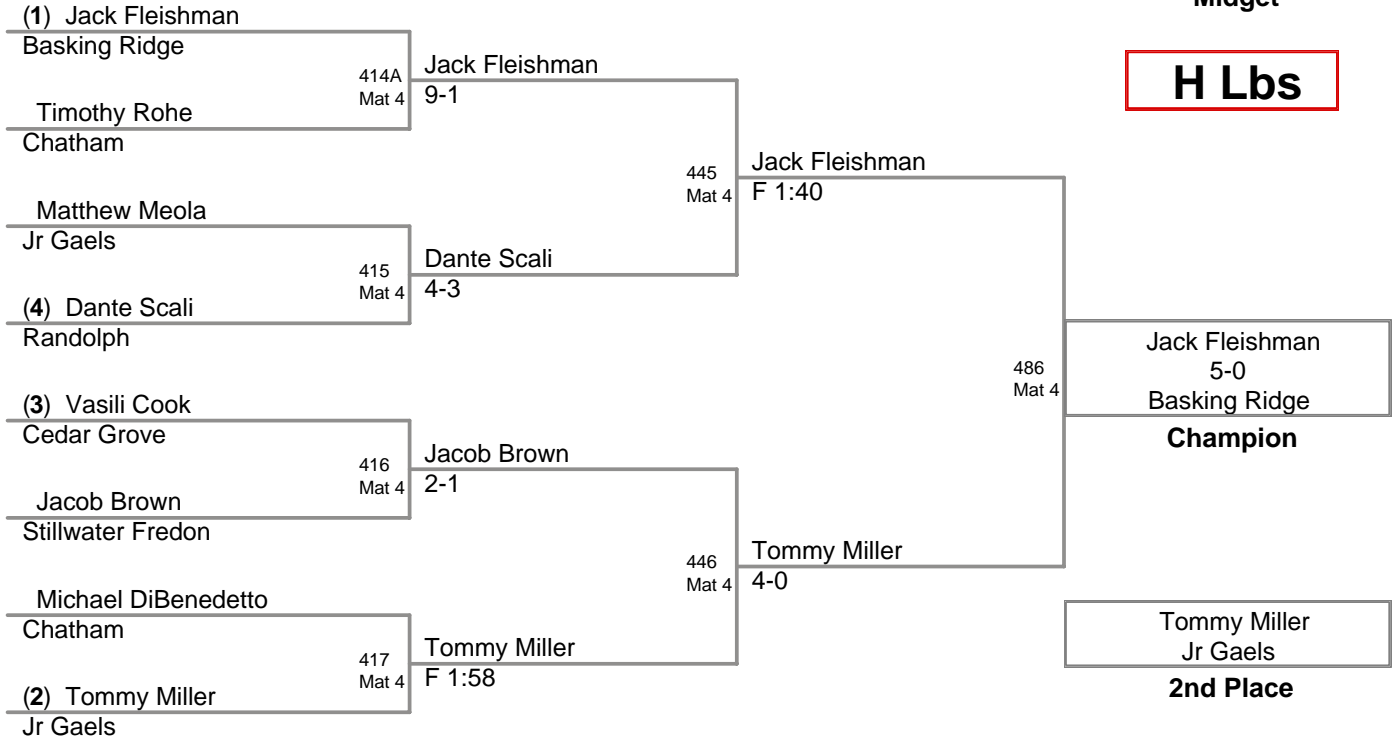 Midget
H Lbs
(1) Jack Fleishman
Basking Ridge
414A
Mat 4
Timothy Rohe
Chatham
Jack Fleishman
9-1
Matthew Meola
Jr Gaels
415
Mat 4
(4) Dante Scali
Randolph
Dante Scali
4-3
445
Mat 4
Jack Fleishman
F 1:40
(3) Vasili Cook
Cedar Grove
416
Mat 4
Jacob Brown
Stillwater Fredon
Jacob Brown
2-1
Michael DiBenedetto
Chatham
417
Mat 4
(2) Tommy Miller
Jr Gaels
Tommy Miller
F 1:58
446
Mat 4
Tommy Miller
4-0
486
Mat 4
Jack Fleishman
5-0
Basking Ridge
Champion
Tommy Miller
Jr Gaels
2nd Place